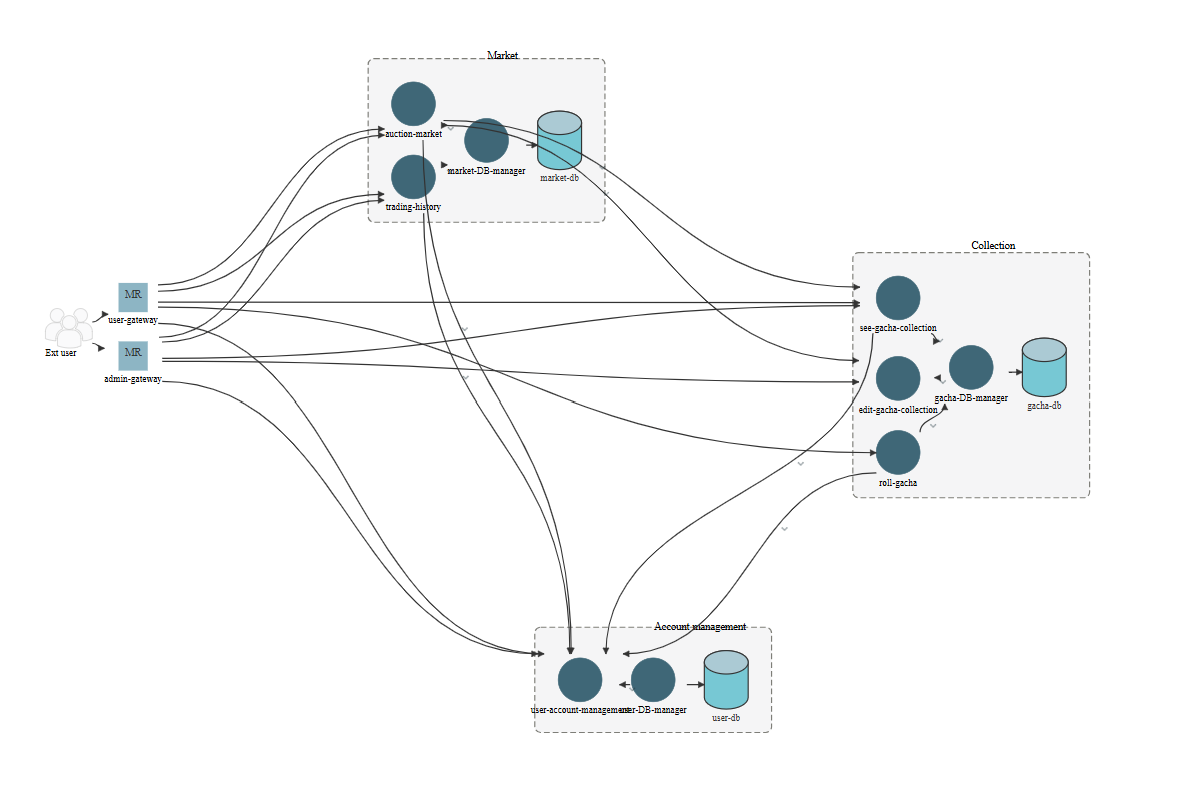 Market
auction-market
market-DB-manager
market-db
trading-history
Collection
MR
user-gateway
Ext user
MR
admin-gateway
see-gacha-collection
gacha-DB-manager
gacha-db
edit-gacha-collection
roll-gacha
Account management
user-account-management
user-DB-manager
user-db